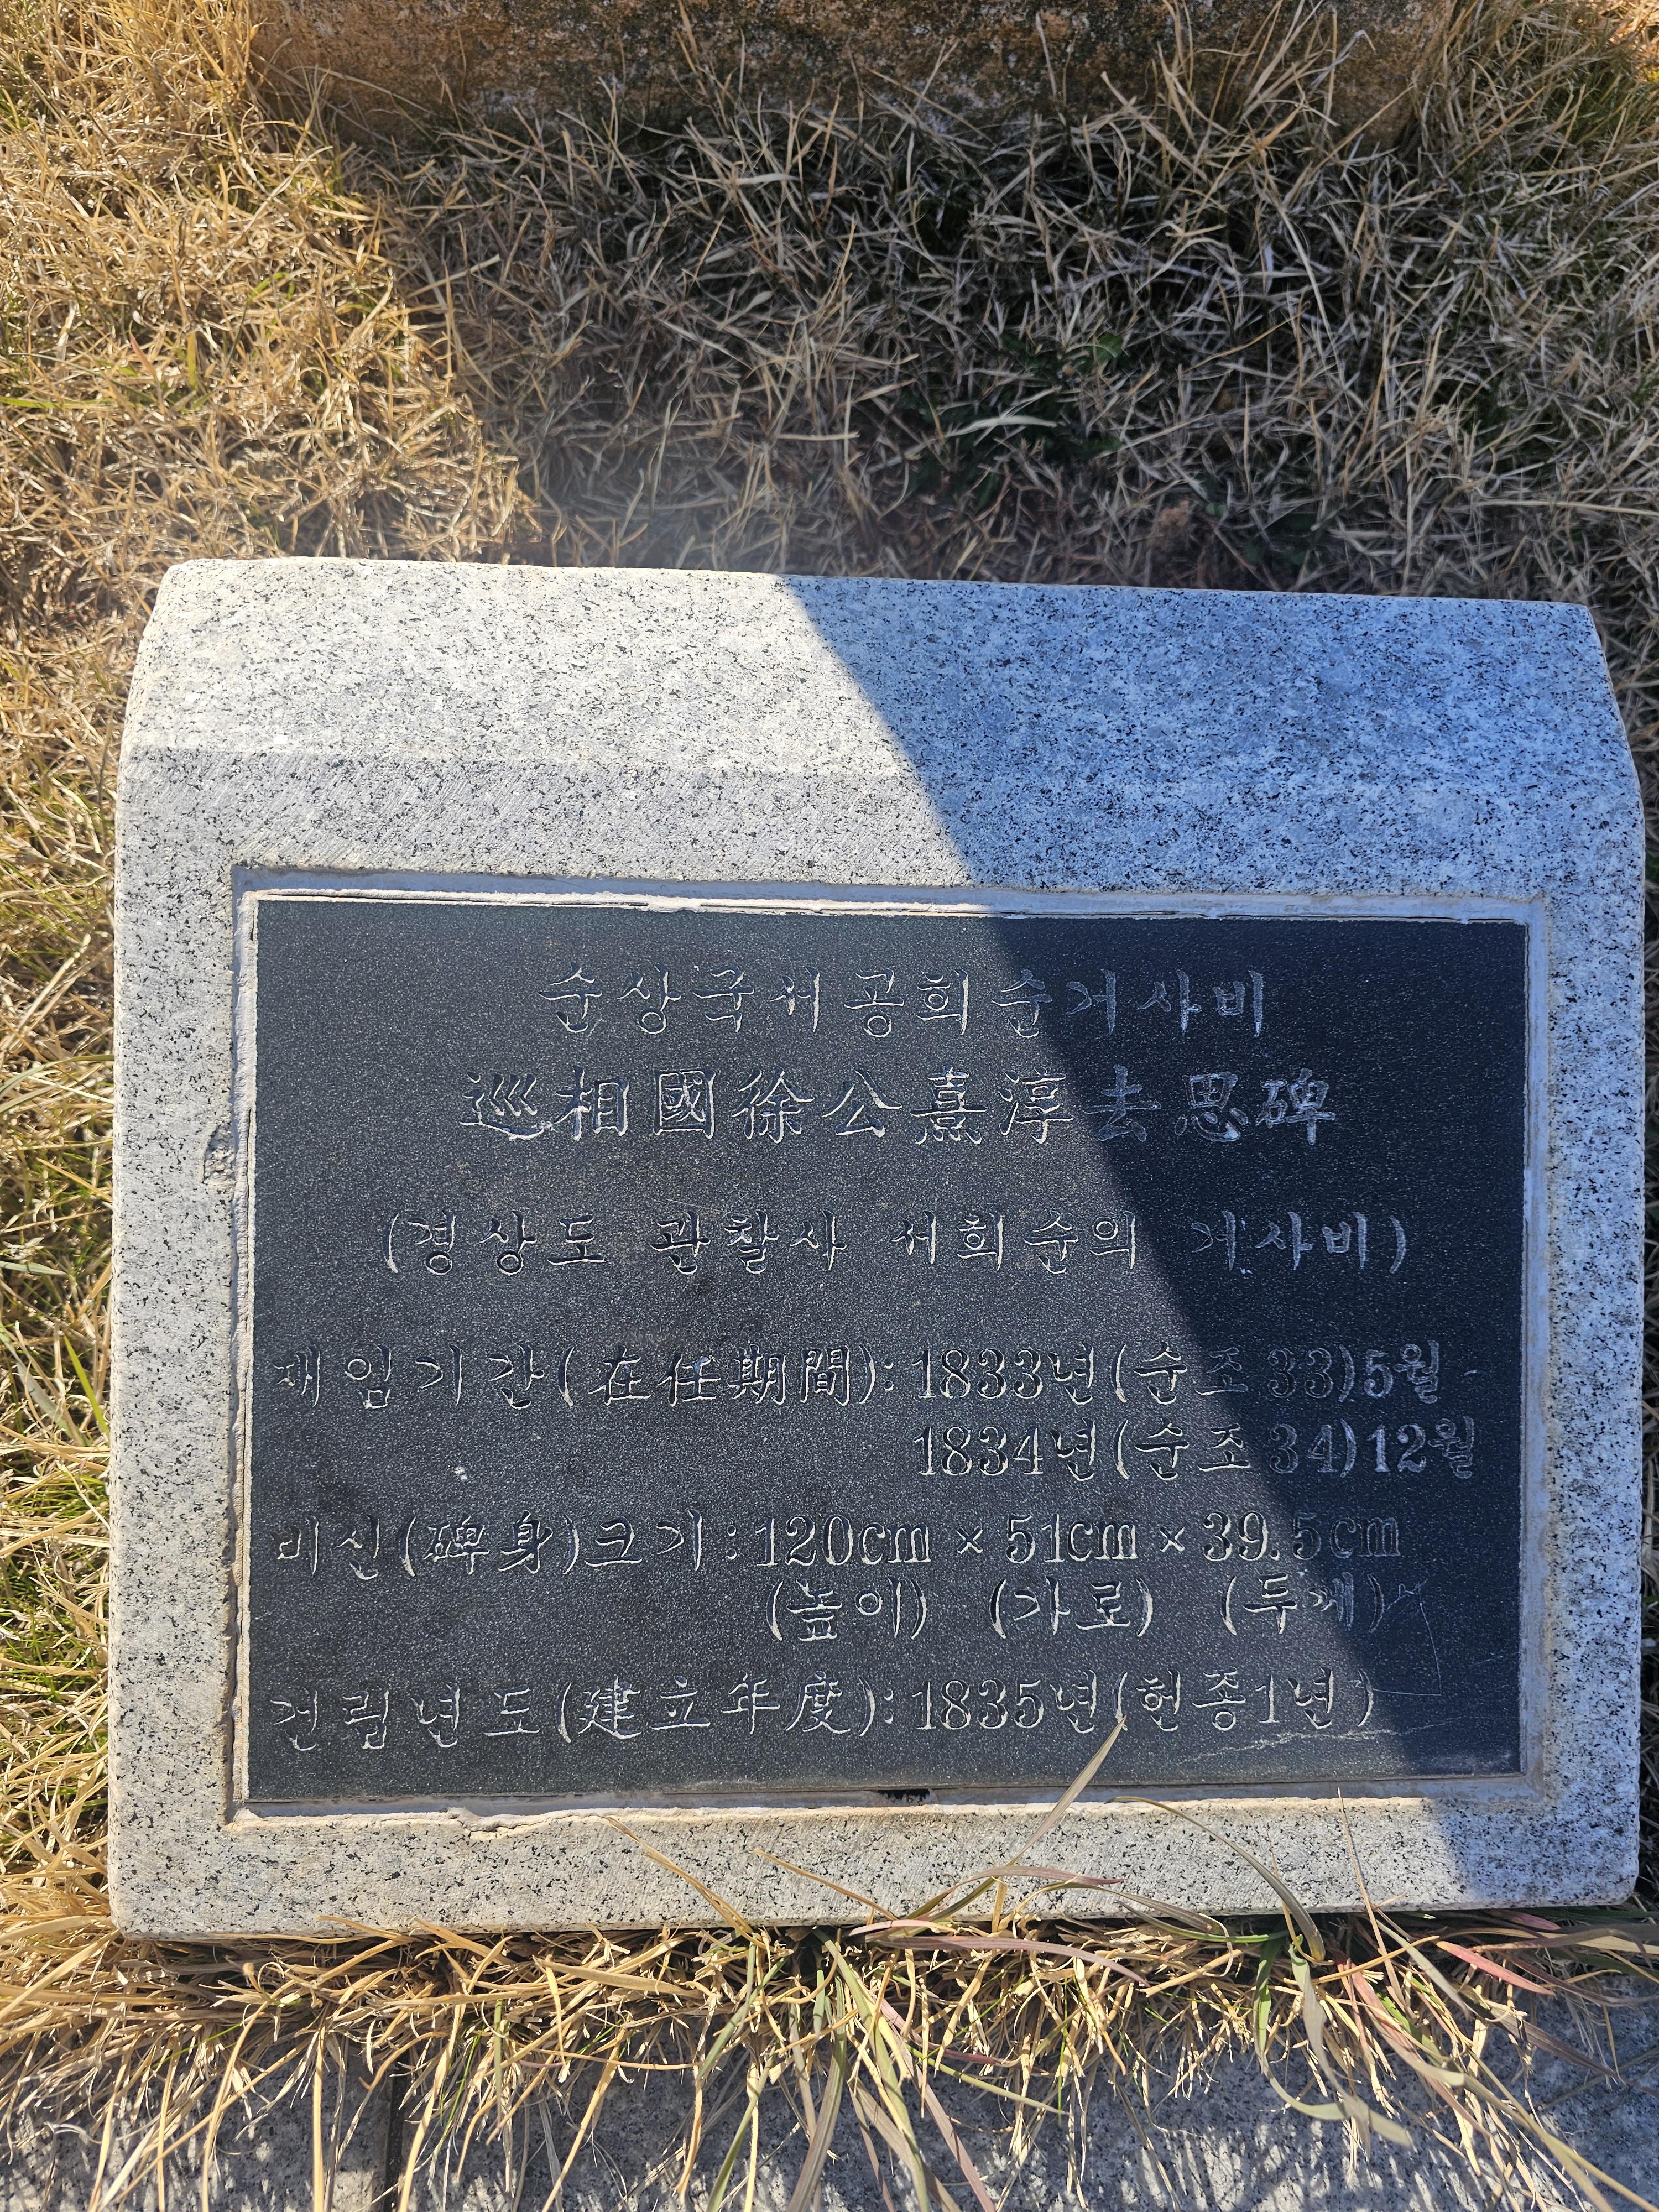 순상국서공희순거사비
巡相國徐公熹淳去思碑
(경상도 관찰사 서희순의 거사비)
재임기간(在任期間): 1833년(순조 33)5월 -
1834년(순조 34)12월
비신(碑身)크기 : 120cm × 51cm × 39.5cm
(높이) (가로) (두께)
건립년도(建立年度): 1835년(헌종1년)